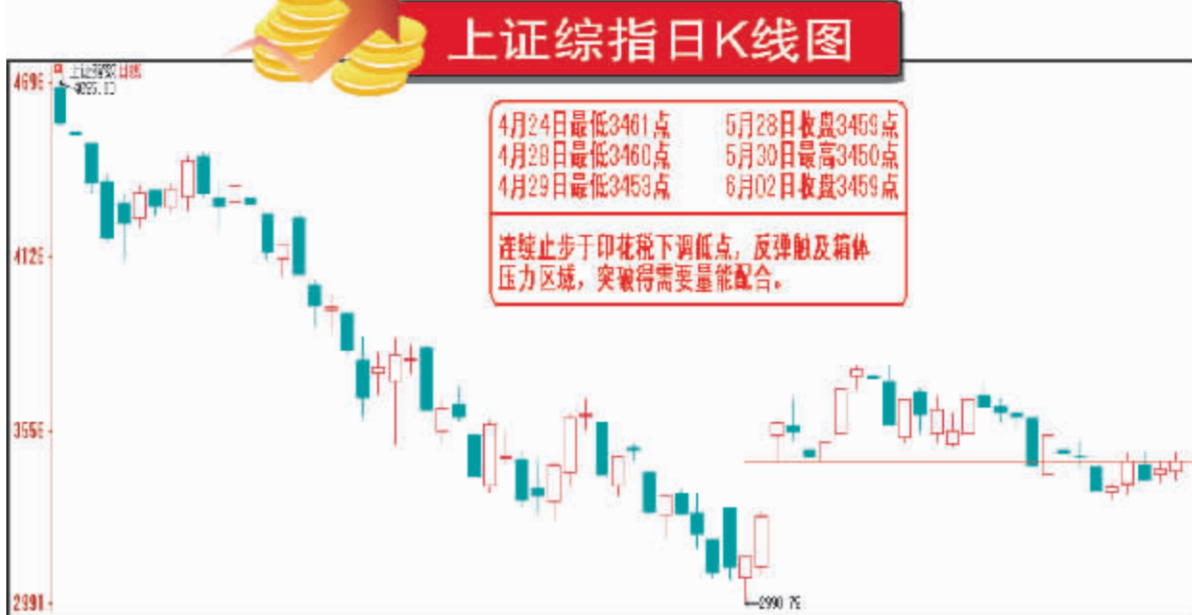 上证综指日K线图
4695
4695.80
4月24日最低3461点 5月28日收盘3459点
4月28日最低3460点 5月30日最高3450点
4月29日最低3453点 6月02日收盘3459点
连续止步于印花税下调低点，反弹触及箱体
压力区域，突破得需要量能配合。
4126
3556
2991
2990.79